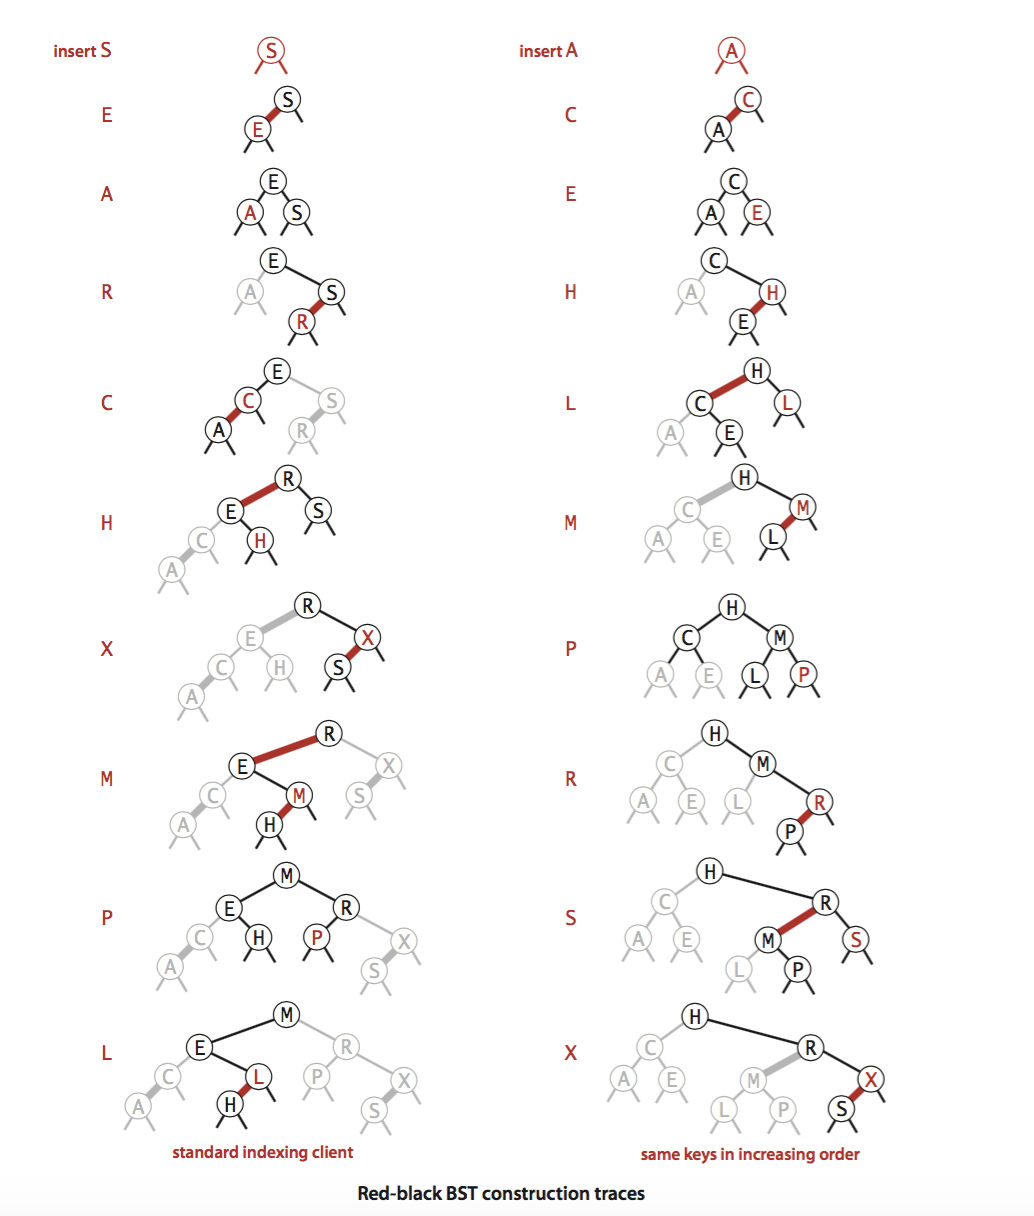 insert S
S
E
S
E
A
E
A S
R
E
A S
R
C
E
C S
A R
H
R
E S
C H
A
X
R
E X
C H S
A
M
R
E X
C M S
A H
P
M
E R
C H P X
A S
L
M
E R
C L P X
A H S
standard indexing client
insert A
A
C
C
A
E
C
A E
H
C
A H
E
L
H
C L
A E
M
H
C M
A E L
P
H
C M
A E L P
R
H
C M
A E L R
P
S
H
C R
A E M S
L P
X
H
C R
A E M X
L P S
same keys in increasing order
Red-black BST construction traces